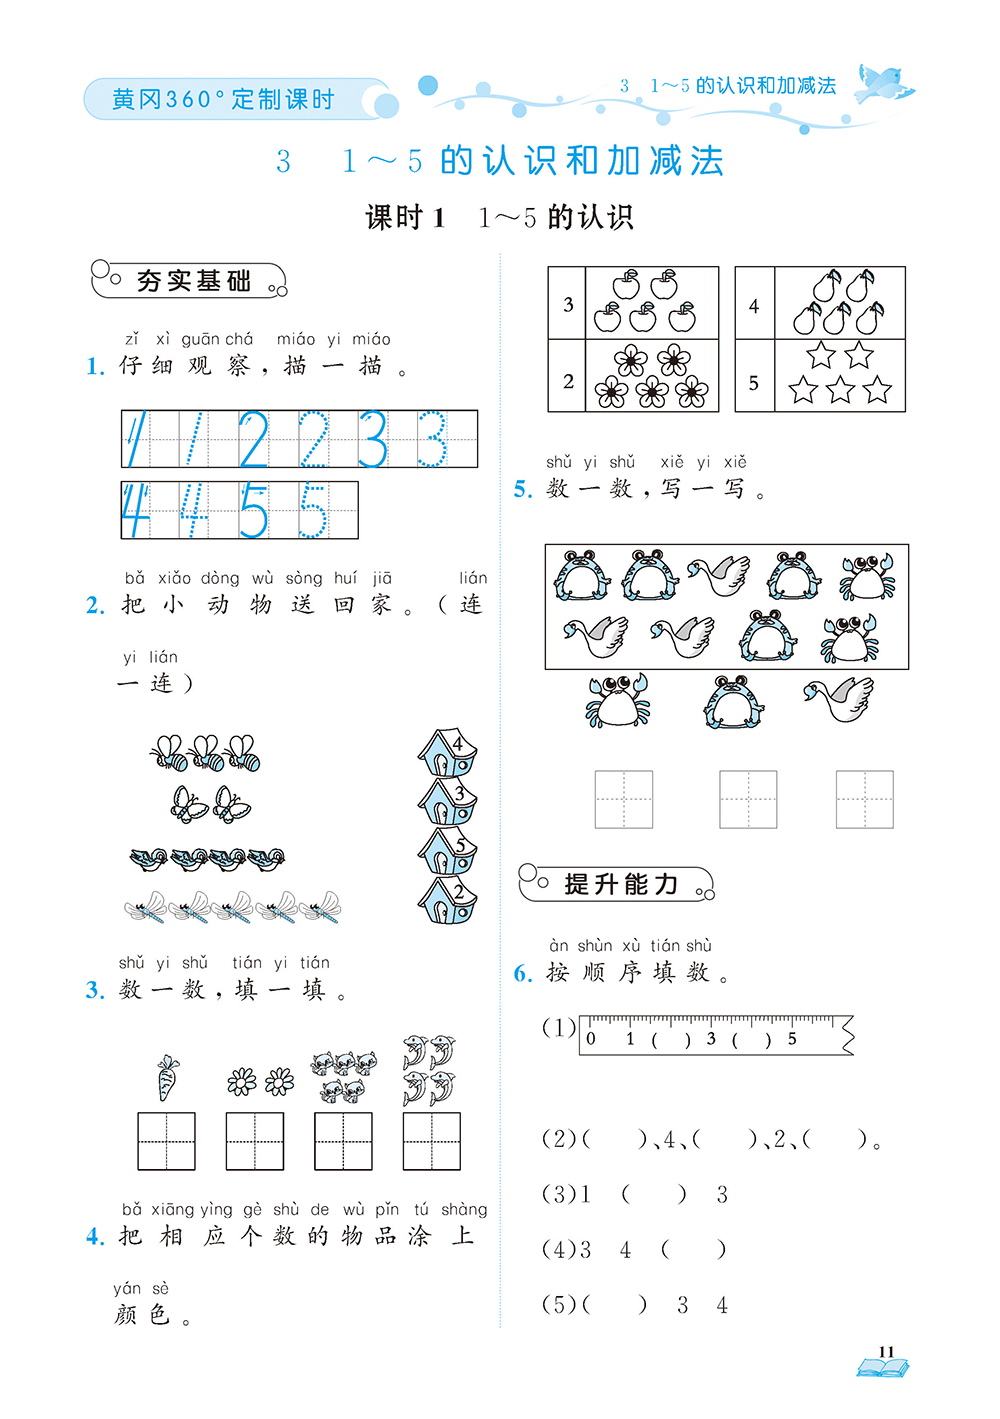 黄冈360°定制课时
3 1～5的认识和加减法
3 1～5的认识和加减法
课时1 1～5的认识
夯实基础
zǐ xì guān chá miáo yi miáo
1. 仔细观察，描一描。
1 1 2 2 3 3
4 4 5 5
bǎ xiǎo dòng wù sòng huí jiā lián
2. 把小动物送回家。（连
yi lián
一连）
4
3
5
2
shǔ yi shǔ tián yi tián
3. 数一数，填一填。
bǎ xiāng yìng gè shù de wù pǐn tú shàng
4. 把相应个数的物品涂上
yán sè
颜色。
3 4
2 5
shǔ yi shǔ xiě yi xiě
5. 数一数，写一写。
提升能力
àn shùn xù tián shù
6. 按顺序填数。
(1) 0 1 ( ) 3 ( ) 5
(2)( )、4、( )、2、( )。
(3)1 ( ) 3
(4)3 4 ( )
(5)( ) 3 4
11